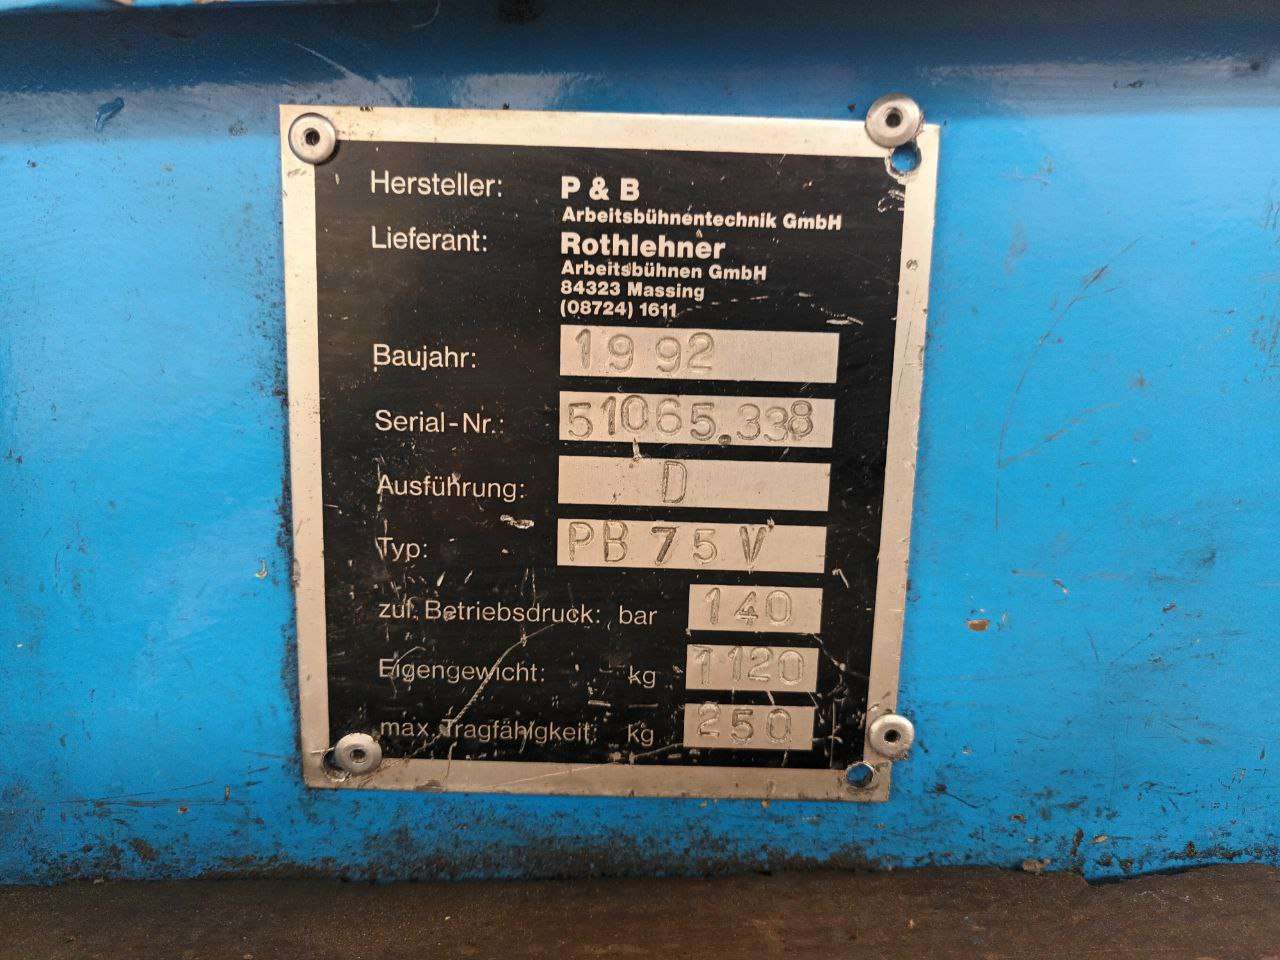 Hersteller: P & B
Arbeitsbühnentechnik GmbH
Lieferant: Rothlehner
Arbeitsbühnen GmbH
84323 Massing
(08724) 1611
Baujahr: 1992
Serial-Nr.: 51065.338
Ausführung: D
Typ: PB 75 V
zul. Betriebsdruck: bar 140
Eigengewicht: kg 1120
max. Tragfähigkeit: kg 250